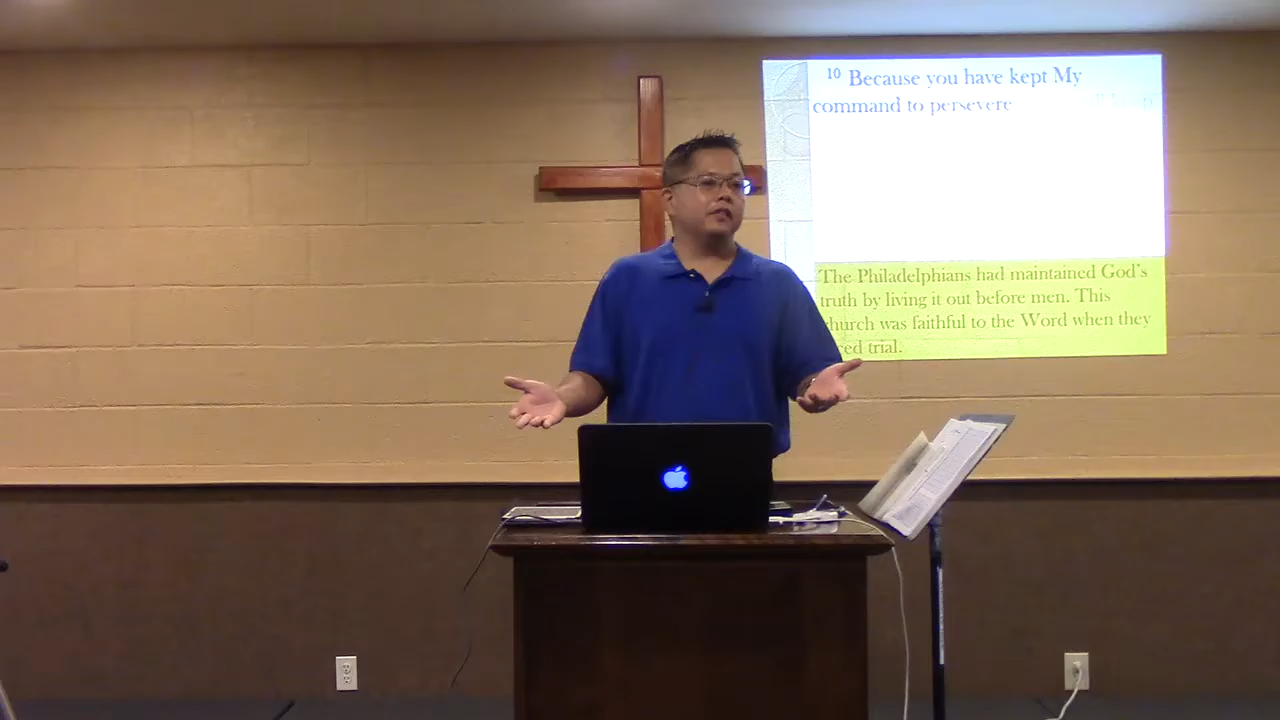 10 Because you have kept My
command to persevere
The Philadelphians had maintained God's
truth by living it out before men. This
church was faithful to the Word when they
trial.